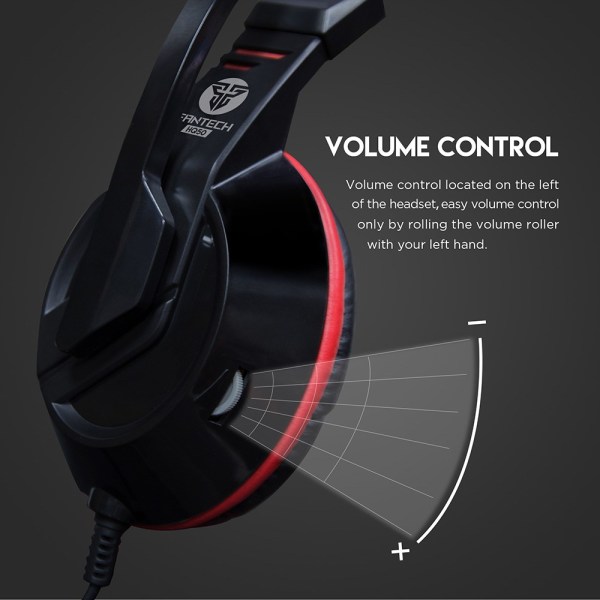 FANTECH
HG50
VOLUME CONTROL
Volume control located on the left
of the headset, easy volume control
only by rolling the volume roller
with your left hand.
−
+